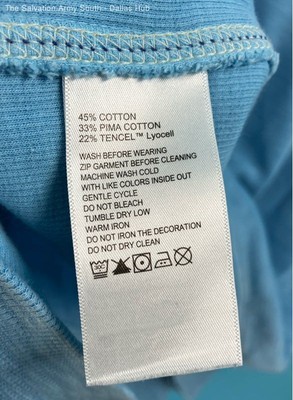 The Salvation Army South - Dallas Hub
45% COTTON
33% PIMA COTTON
22% TENCEL™ Lyocell
WASH BEFORE WEARING
ZIP GARMENT BEFORE CLEANING
MACHINE WASH COLD
WITH LIKE COLORS INSIDE OUT
GENTLE CYCLE
DO NOT BLEACH
TUMBLE DRY LOW
WARM IRON
DO NOT IRON THE DECORATION
DO NOT DRY CLEAN